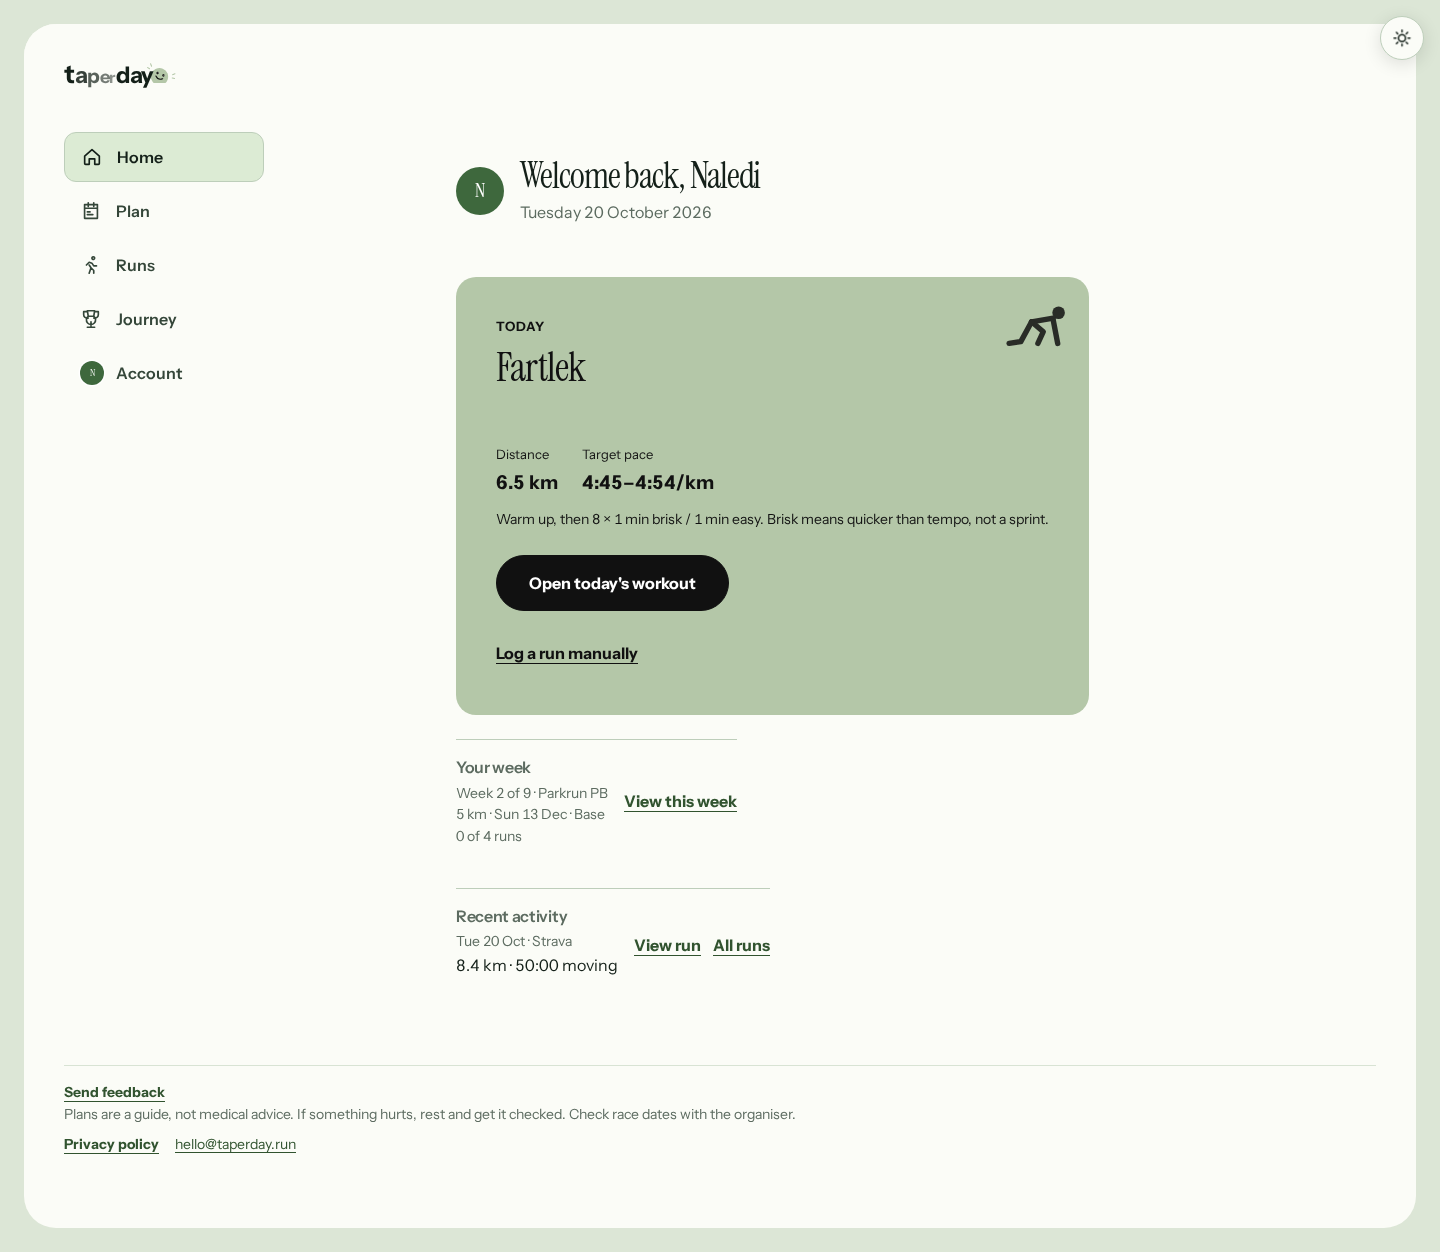 taperday
Home
Plan
Runs
Journey
N
Account
N
Welcome back, Naledi
Tuesday 20 October 2026
TODAY
Fartlek
Distance
Target pace
6.5 km
4:45–4:54/km
Warm up, then 8 × 1 min brisk / 1 min easy. Brisk means quicker than tempo, not a sprint.
Open today's workout
Log a run manually
Your week
Week 2 of 9 · Parkrun PB
5 km · Sun 13 Dec · Base
0 of 4 runs
View this week
Recent activity
Tue 20 Oct · Strava
8.4 km · 50:00 moving
View run
All runs
Send feedback
Plans are a guide, not medical advice. If something hurts, rest and get it checked. Check race dates with the organiser.
Privacy policy
hello@taperday.run